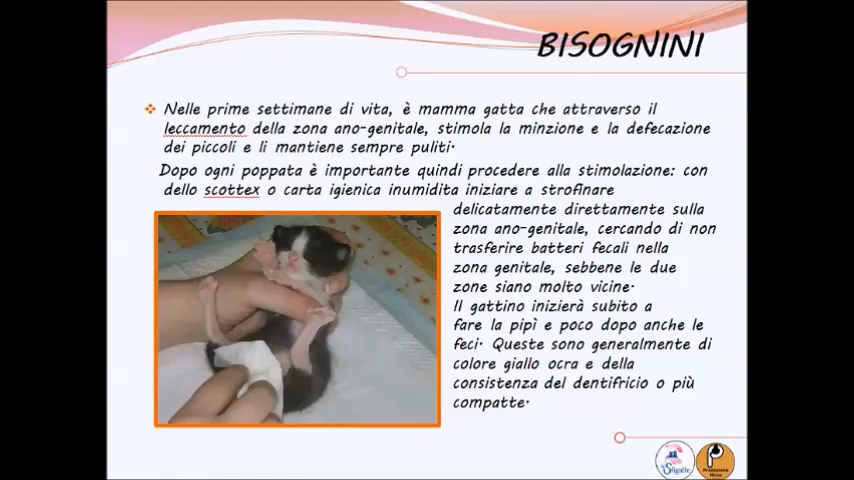 BISOGNINI
Nelle prime settimane di vita, è mamma gatta che attraverso il
leccamento della zona ano-genitale, stimola la minzione e la defecazione
dei piccoli e li mantiene sempre puliti.
Dopo ogni poppata è importante quindi procedere alla stimolazione: con
dello scottex o carta igienica inumidita iniziare a strofinare
delicatamente direttamente sulla
zona ano-genitale, cercando di non
trasferire batteri fecali nella
zona genitale, sebbene le due
zone siano molto vicine.
Il gattino inizierà subito a
fare la pipì e poco dopo anche le
feci. Queste sono generalmente di
colore giallo ocra e della
consistenza del dentifricio o più
compatte.